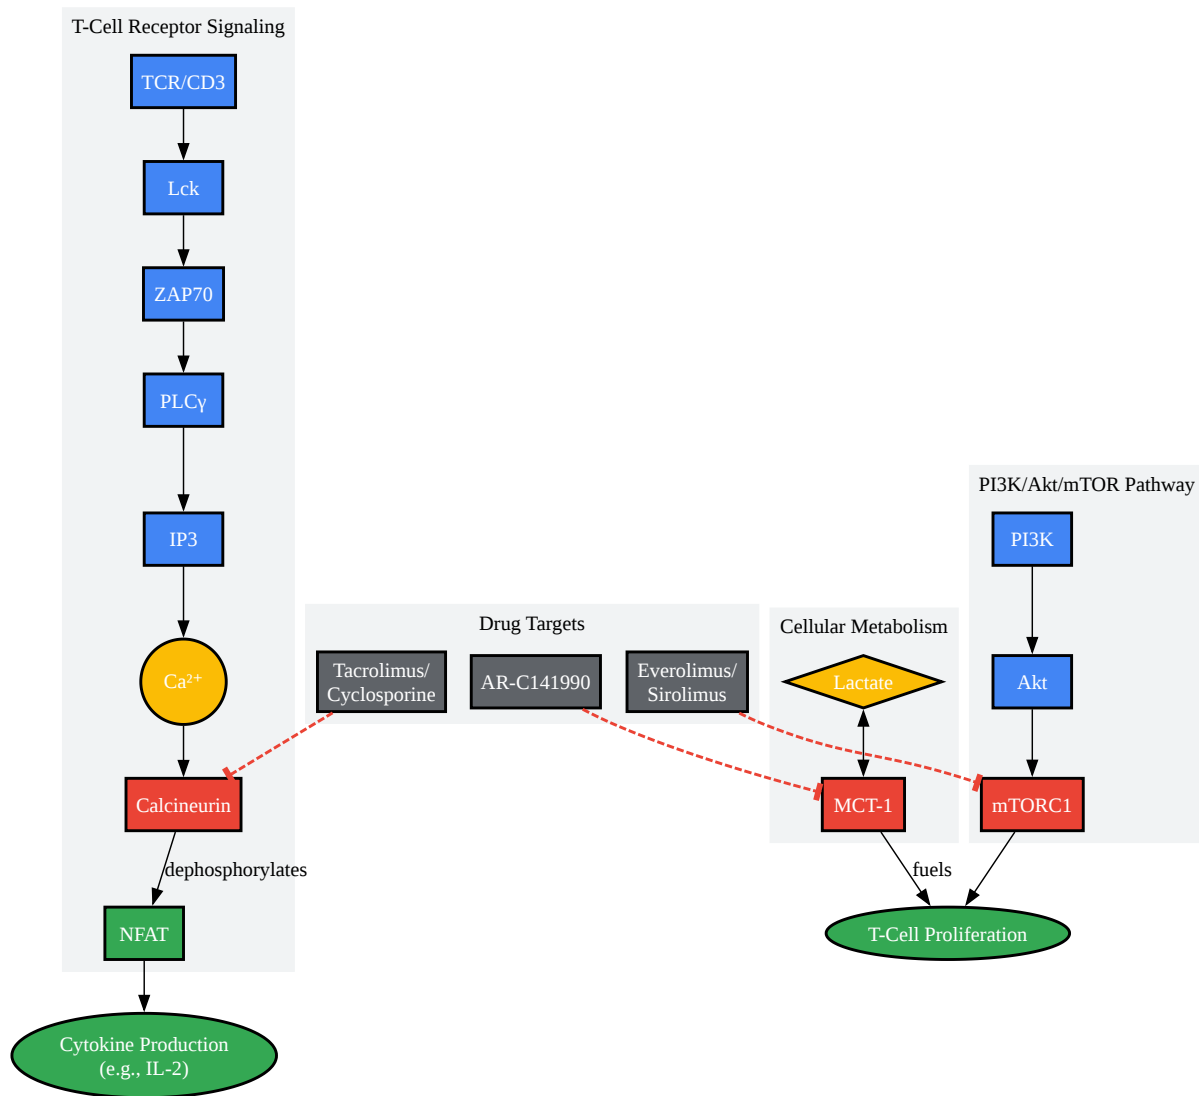 T-Cell Receptor Signaling
TCR/CD3
Lck
ZAP70
PLCγ
IP3
Ca²⁺
Calcineurin
dephosphorylates
NFAT
Cytokine Production
(e.g., IL-2)
Drug Targets
Tacrolimus/
Cyclosporine
AR-C141990
Everolimus/
Sirolimus
Cellular Metabolism
Lactate
MCT-1
fuels
PI3K/Akt/mTOR Pathway
PI3K
Akt
mTORC1
T-Cell Proliferation